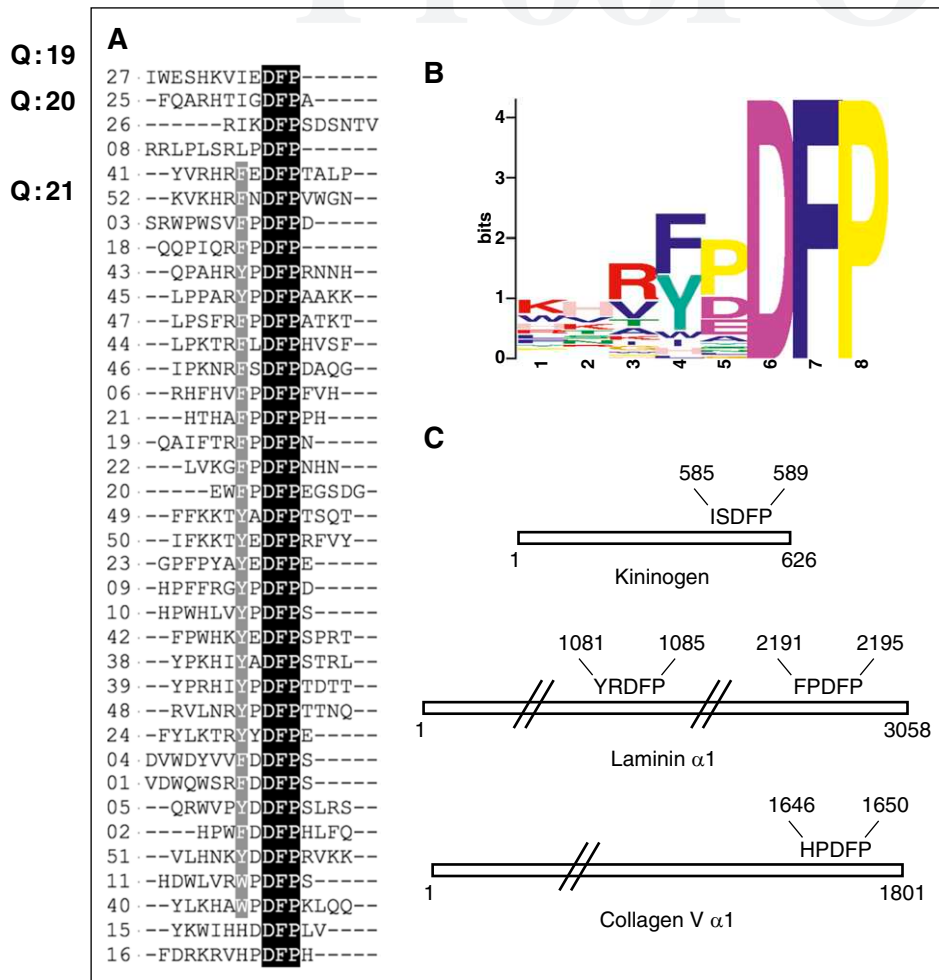 Proof O
Q:19
Q:20
Q:21
A
27 · IWESHKVIEDFP------
25 · -FQARHTIGDFPA-----
26 · ------RIKDFPSDSNTV
08 · RRLPLSRLPDFP------
41 · --YVRHRFEDFPTALP--
52 · --KVKHRFNDFPVWGN--
03 · SRWPWSVFPDFPD-----
18 · -QQPIQRFPDFP------
43 · --QPAHRYPDFPRNNH--
45 · --LPPARYPDFPAAKK--
47 · --LPSFRFPDFPATKT--
44 · --LPKTRFLDFPHVSF--
46 · --IPKNRFSDFPDAQG--
06 · --RHFHVFPDFPFVH---
21 · ---HTHAFPDFPPH----
19 · -QAIFTRFPDFPN-----
22 · ---LVKGFPDFPNHN---
20 · -----EWFPDFPEGSDG-
49 · --FFKKTYADFPTSQT--
50 · --IFKKTYEDFPRFVY--
23 · -GPFPYAYEDFPE-----
09 · -HPFFRGYPDFPD-----
10 · -HPWHLVYPDFPS-----
42 · --FPWHKYEDFPSPRT--
38 · --YPKHIYADFPSTRL--
39 · --YPRHIYPDFPTDTT--
48 · --RVLNRYPDFPTTNQ--
24 · -FYLKTRYYDFPE-----
04 · DVWDYVVFDDFPS-----
01 · VDWQWSRFDDFPS-----
05 · --QRWVPYDDFPSLRS--
02 · ----HPWFDDFPHLFQ--
51 · --VLHNKYDDFPRVKK--
11 · -HDWLVRWPDFPS-----
40 · --YLKHAWPDFPKLQQ--
15 · --YKWIHHDDFPLV----
16 · -FDRKRVHPDFPH-----
B
bits
4
3
2
1
0
K H R F P D F P
V Y D
E
1 2 3 4 5 6 7 8
C
585 589
ISDFP
1 626
Kininogen
1081 1085 2191 2195
YRDFP FPDFP
1 3058
Laminin α1
1646 1650
HPDFP
1 1801
Collagen V α1